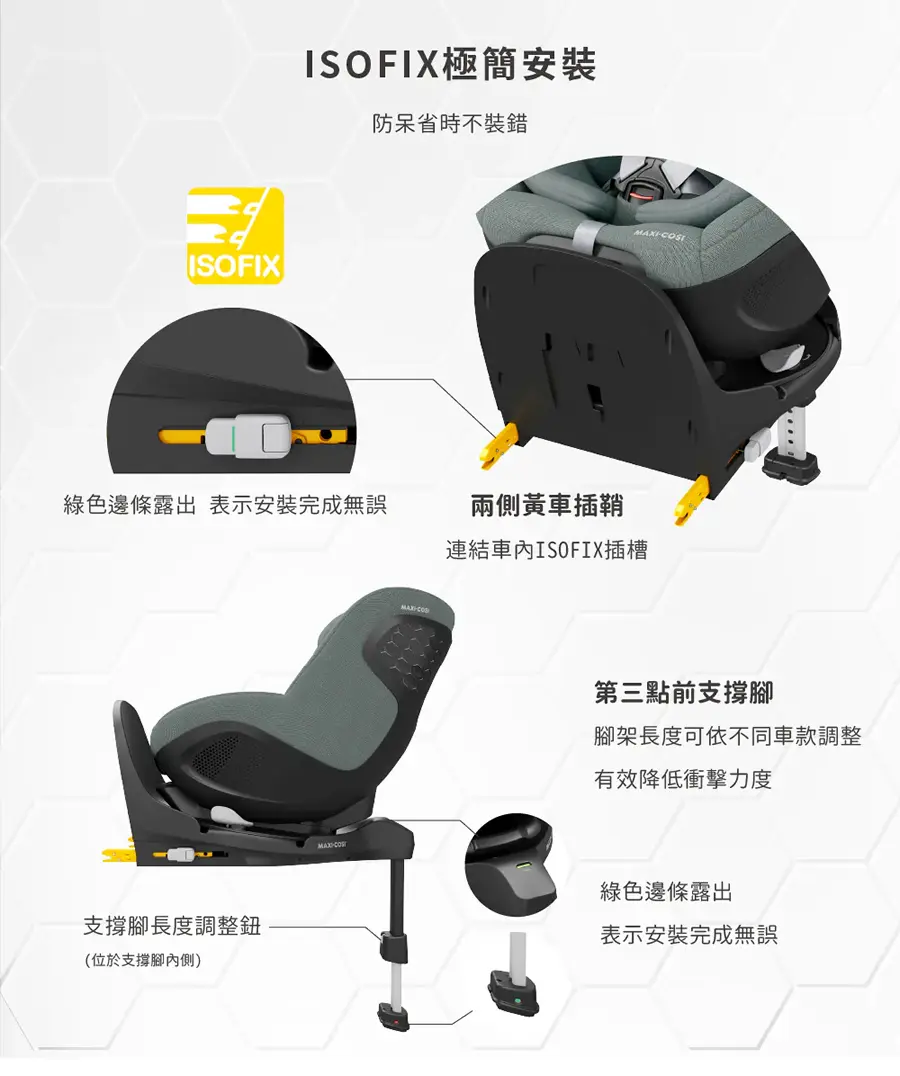 ISOFIX極簡安裝
防呆省時不裝錯
ISOFIX
MAXI-COSI
綠色邊條露出 表示安裝完成無誤
兩側黃車插鞘
連結車內ISOFIX插槽
MAXI-COSI
第三點前支撐腳
腳架長度可依不同車款調整
有效降低衝擊力度
MAXI-COSI
綠色邊條露出
表示安裝完成無誤
支撐腳長度調整鈕
(位於支撐腳內側)